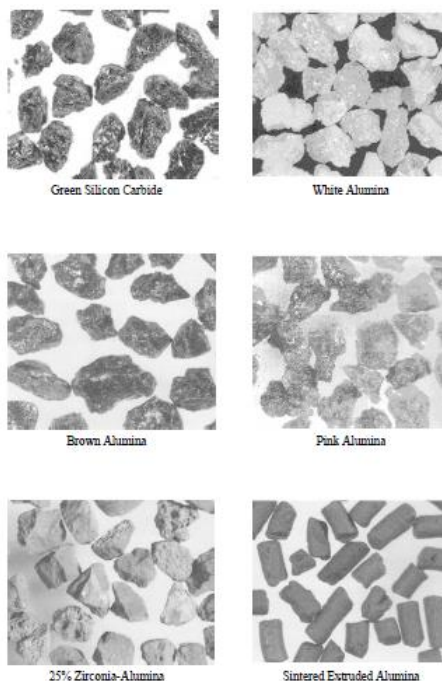 Green Silicon Carbide
White Alumina
Brown Alumina
Pink Alumina
25% Zirconia-Alumina
Sintered Extruded Alumina